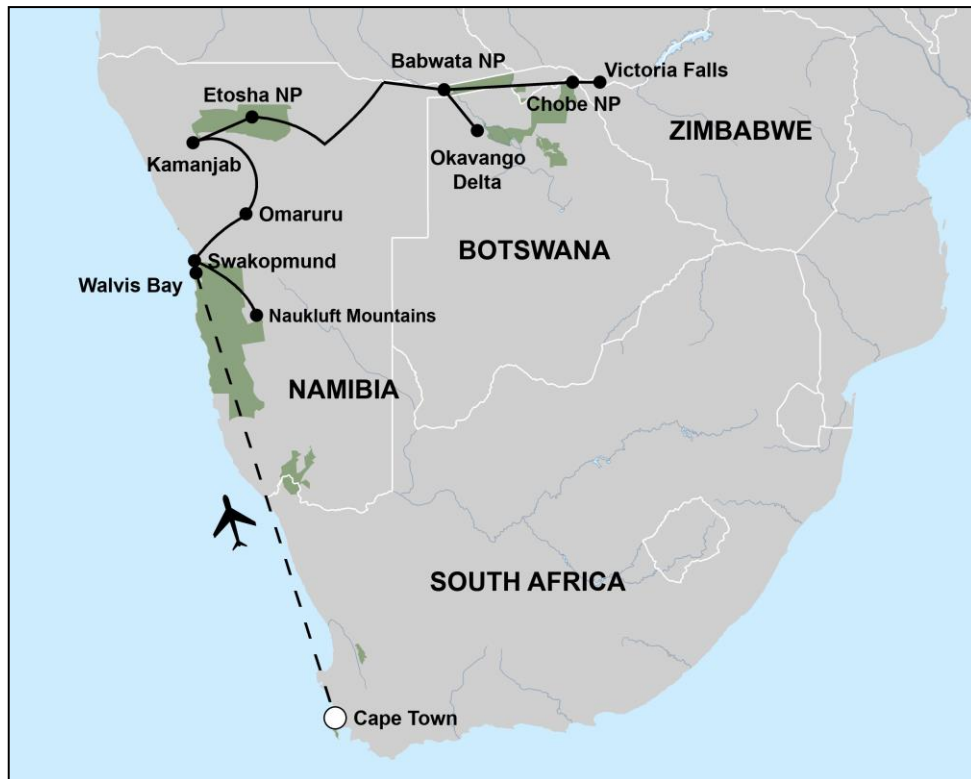 Babwata NP
Victoria Falls
Etosha NP
Chobe NP
ZIMBABWE
Kamanjab
Okavango
Delta
Omaruru
BOTSWANA
Swakopmund
Walvis Bay
Naukluft Mountains
NAMIBIA
SOUTH AFRICA
Cape Town